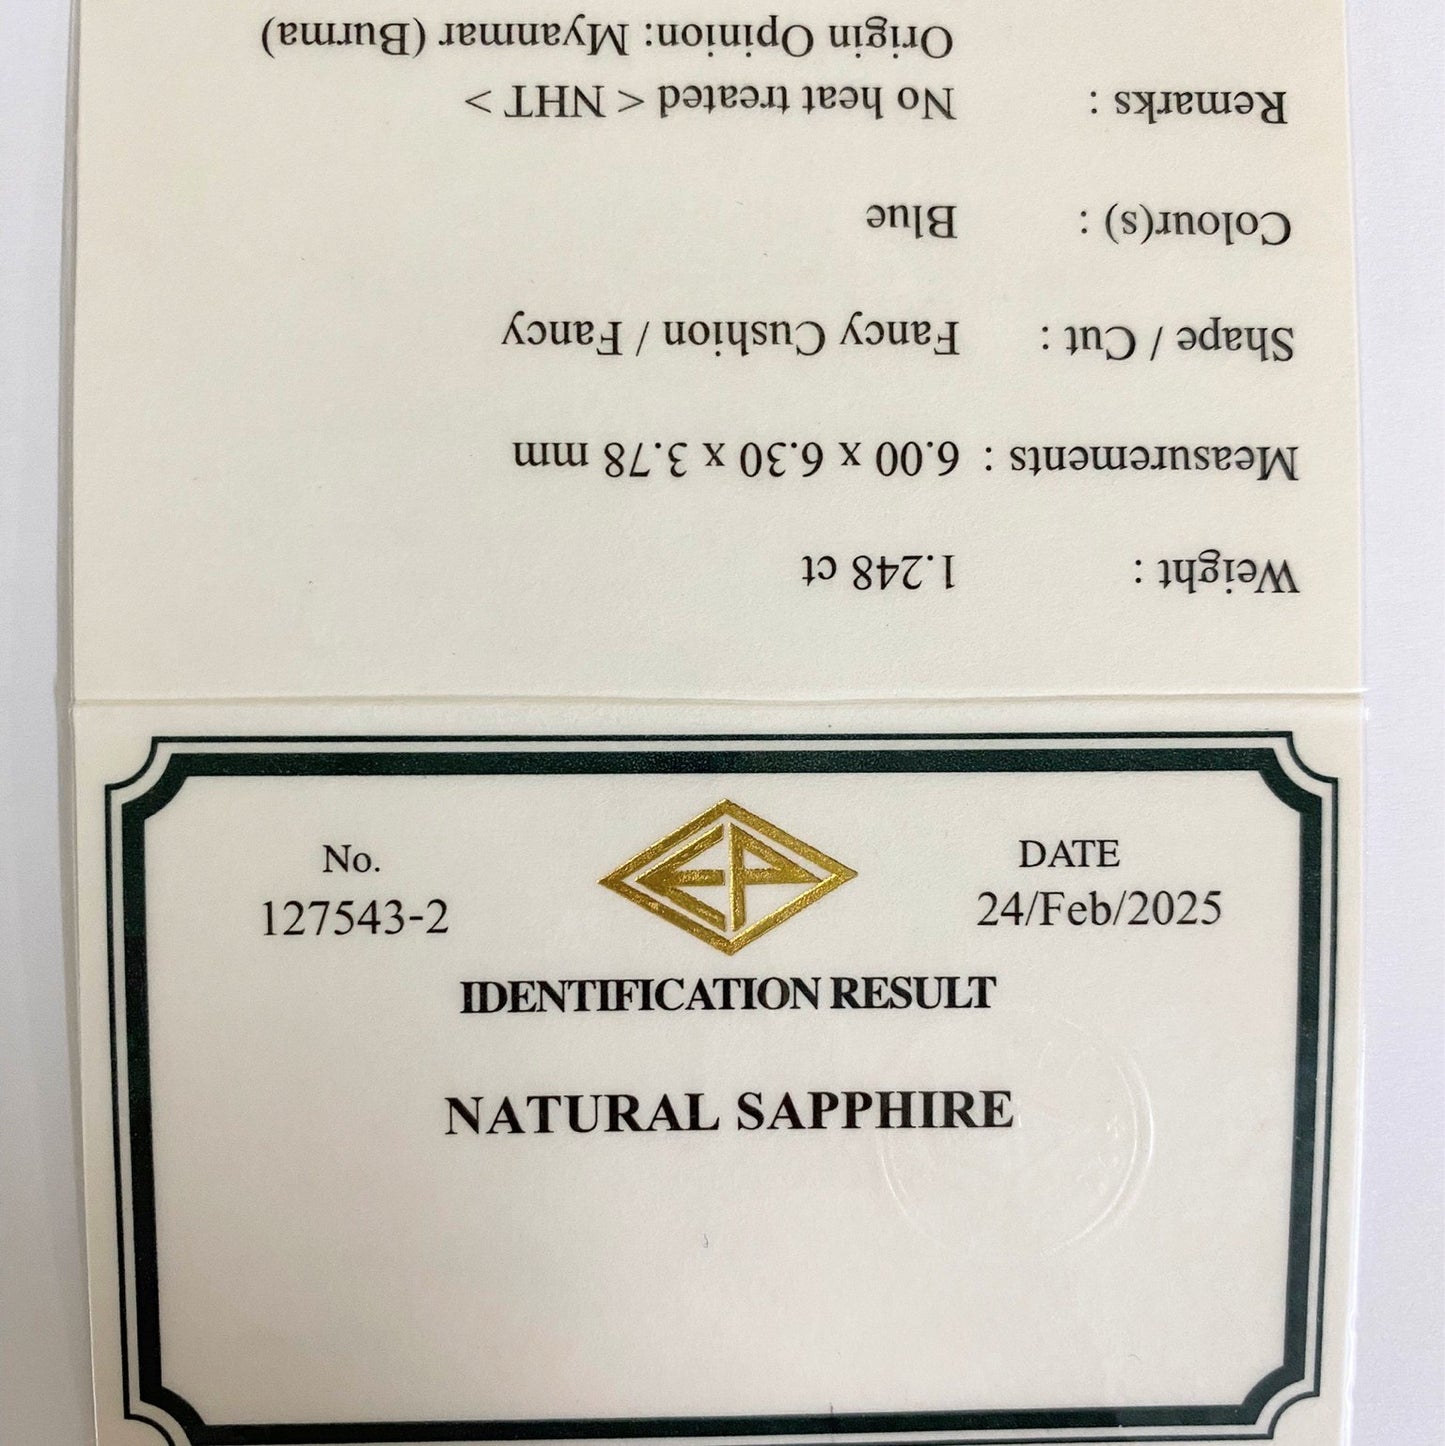 Weight : 1.248 ct
Measurements : 6.00 x 6.30 x 3.78 mm
Shape / Cut : Fancy Cushion / Fancy
Colour(s) : Blue
Remarks : No heat treated < NHT >
Origin Opinion: Myanmar (Burma)
No. DATE
127543-2 24/Feb/2025
EP
IDENTIFICATION RESULT
NATURAL SAPPHIRE